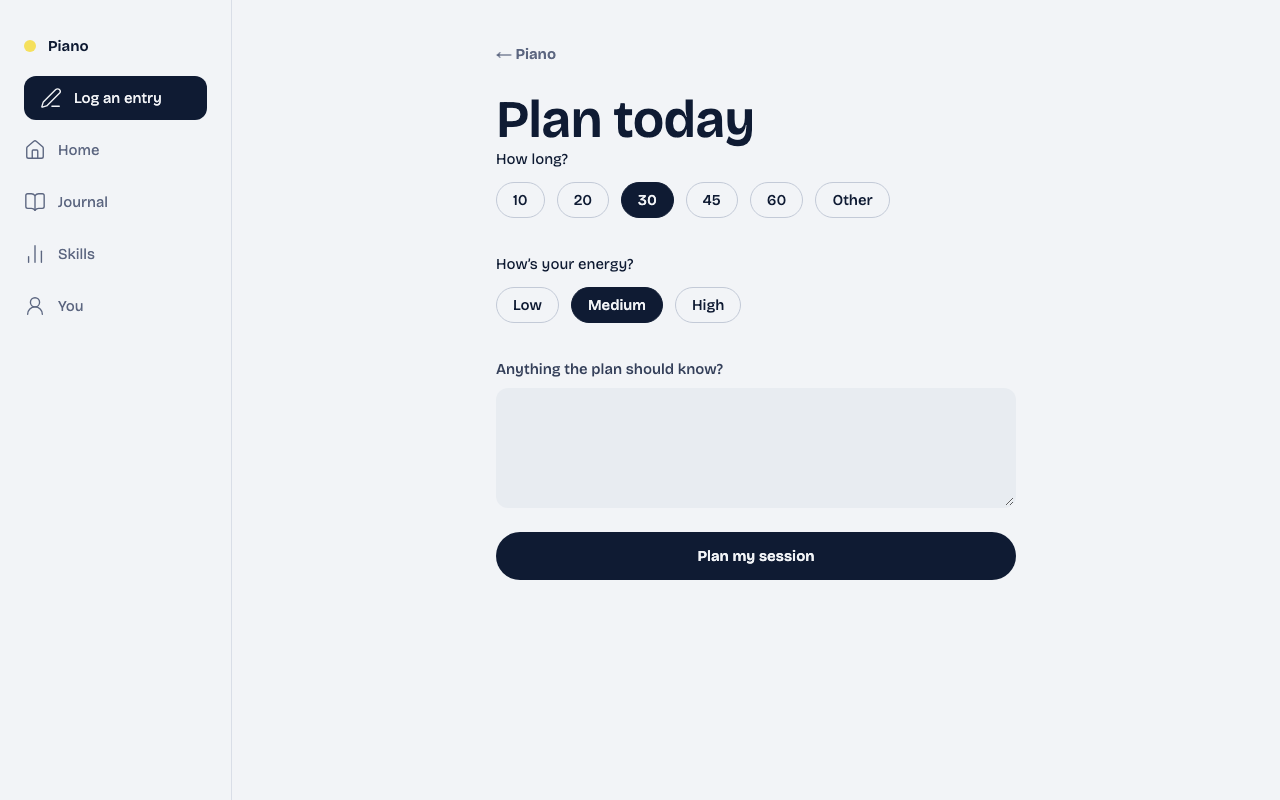 Piano
Log an entry
Home
Journal
Skills
You
← Piano
Plan today
How long?
10 20 30 45 60 Other
How's your energy?
Low Medium High
Anything the plan should know?
Plan my session